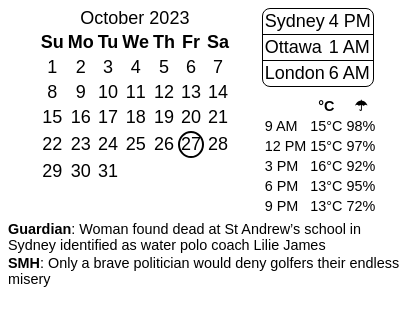 October 2023
Su Mo Tu We Th Fr Sa
1 2 3 4 5 6 7
8 9 10 11 12 13 14
15 16 17 18 19 20 21
22 23 24 25 26 27 28
29 30 31
Sydney 4 PM
Ottawa 1 AM
London 6 AM
°C ☂
9 AM 15°C 98%
12 PM 15°C 97%
3 PM 16°C 92%
6 PM 13°C 95%
9 PM 13°C 72%
Guardian: Woman found dead at St Andrew’s school in
Sydney identified as water polo coach Lilie James
SMH: Only a brave politician would deny golfers their endless
misery